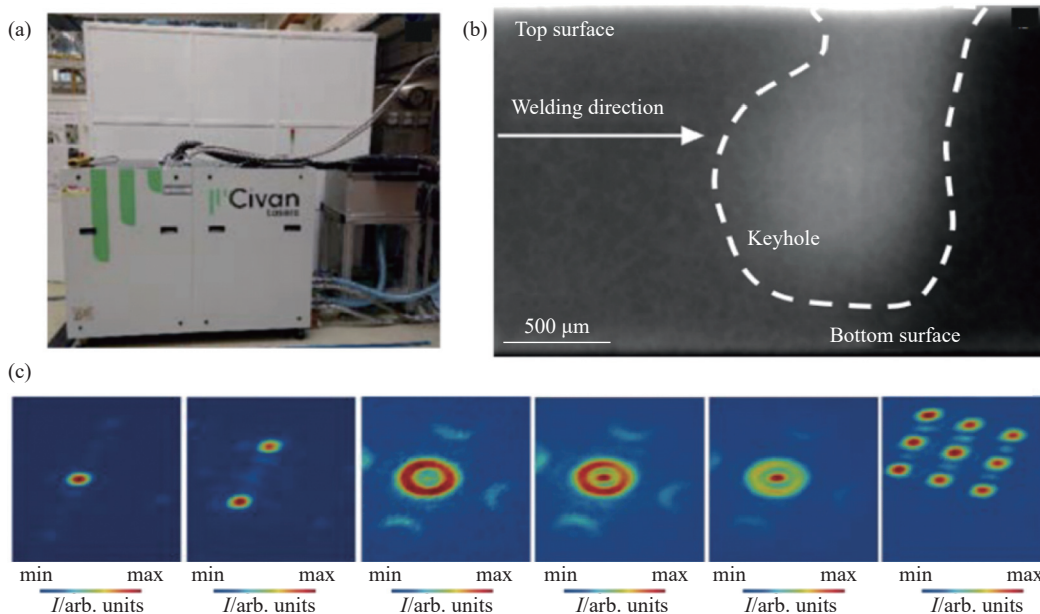 (a)
Civan
Lasers
(b)
Top surface
Welding direction
Keyhole
500 μm
Bottom surface
(c)
min max
I/arb. units
min max
I/arb. units
min max
I/arb. units
min max
I/arb. units
min max
I/arb. units
min max
I/arb. units